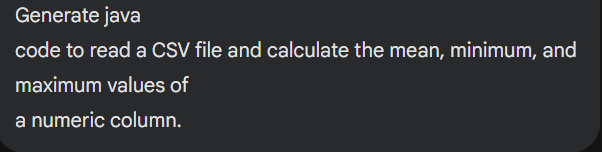 Generate java
code to read a CSV file and calculate the mean, minimum, and
maximum values of
a numeric column.